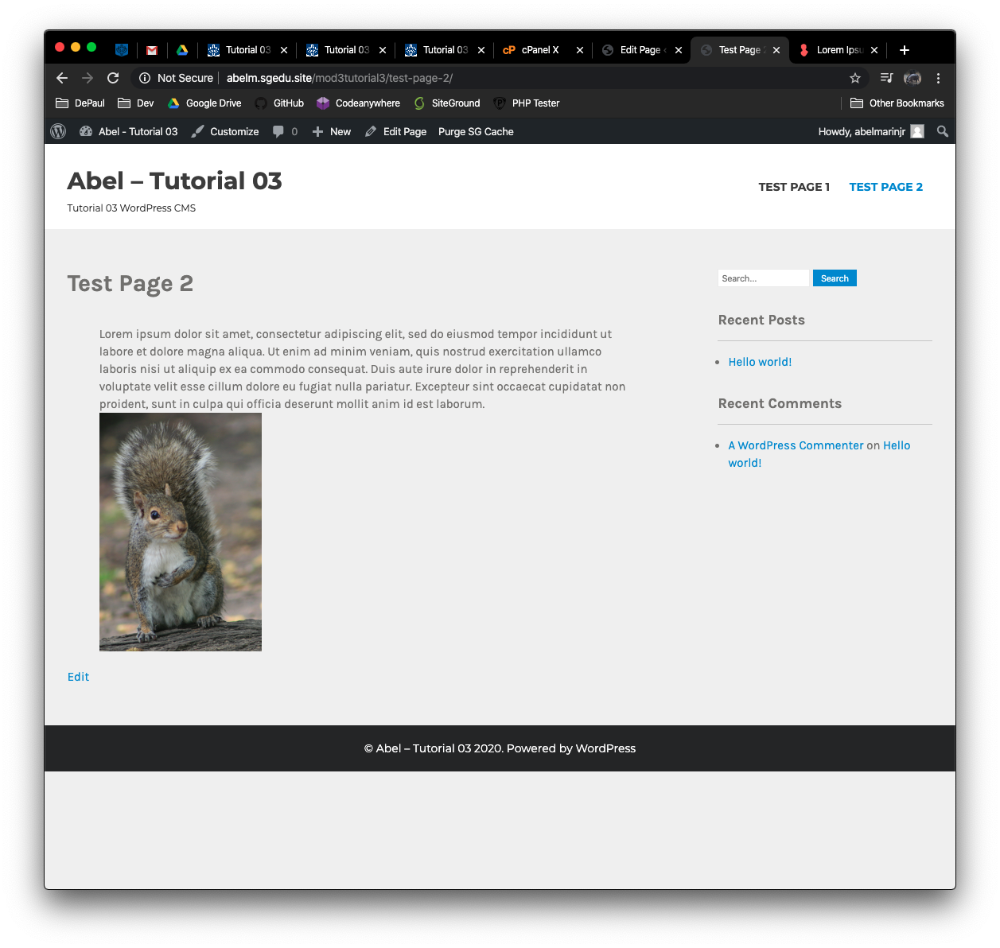 Tutorial 03
Tutorial 03
Tutorial 03
cP cPanel X
Edit Page
Test Page 2
Lorem Ipsu
Not Secure abelm.sgedu.site/mod3tutorial3/test-page-2/
DePaul Dev Google Drive GitHub Codeanywhere SiteGround PHP Tester Other Bookmarks
Abel - Tutorial 03 Customize 0 New Edit Page Purge SG Cache Howdy, abelmarinjr
Abel – Tutorial 03
Tutorial 03 WordPress CMS
TEST PAGE 1 TEST PAGE 2
Test Page 2
Lorem ipsum dolor sit amet, consectetur adipiscing elit, sed do eiusmod tempor incididunt ut
labore et dolore magna aliqua. Ut enim ad minim veniam, quis nostrud exercitation ullamco
laboris nisi ut aliquip ex ea commodo consequat. Duis aute irure dolor in reprehenderit in
voluptate velit esse cillum dolore eu fugiat nulla pariatur. Excepteur sint occaecat cupidatat non
proident, sunt in culpa qui officia deserunt mollit anim id est laborum.
Edit
Search... Search
Recent Posts
Hello world!
Recent Comments
A WordPress Commenter on Hello
world!
© Abel – Tutorial 03 2020. Powered by WordPress